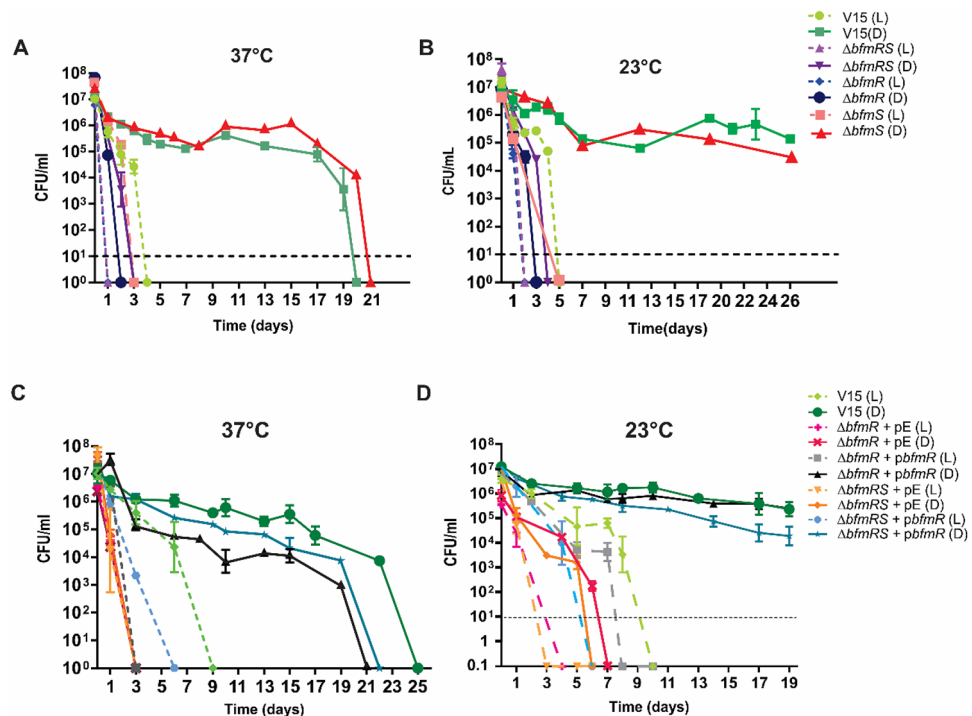 A
37°C
CFU/ml
10⁸
10⁷
10⁶
10⁵
10⁴
10³
10²
10¹
10⁰
1 3 5 7 9 11 13 15 17 19 21
Time (days)
B
23°C
CFU/mL
10⁸
10⁷
10⁶
10⁵
10⁴
10³
10²
10¹
10⁰
1 3 5 7 9 11 13 15 17 19 21 22 24 26
Time(days)
V15 (L)
V15(D)
ΔbfmRS (L)
ΔbfmRS (D)
ΔbfmR (L)
ΔbfmR (D)
ΔbfmS (L)
ΔbfmS (D)
C
37°C
CFU/ml
10⁸
10⁷
10⁶
10⁵
10⁴
10³
10²
10¹
10⁰
1 3 5 7 9 11 13 15 17 19 21 23 25
Time (days)
D
23°C
CFU/ml
10⁸
10⁷
10⁶
10⁵
10⁴
10³
10²
10¹
1
0.1
1 3 5 7 9 11 13 15 17 19
Time (days)
V15 (L)
V15 (D)
ΔbfmR + pE (L)
ΔbfmR + pE (D)
ΔbfmR + pbfmR (L)
ΔbfmR + pbfmR (D)
ΔbfmRS + pE (L)
ΔbfmRS + pE (D)
ΔbfmRS + pbfmR (L)
ΔbfmRS + pbfmR (D)